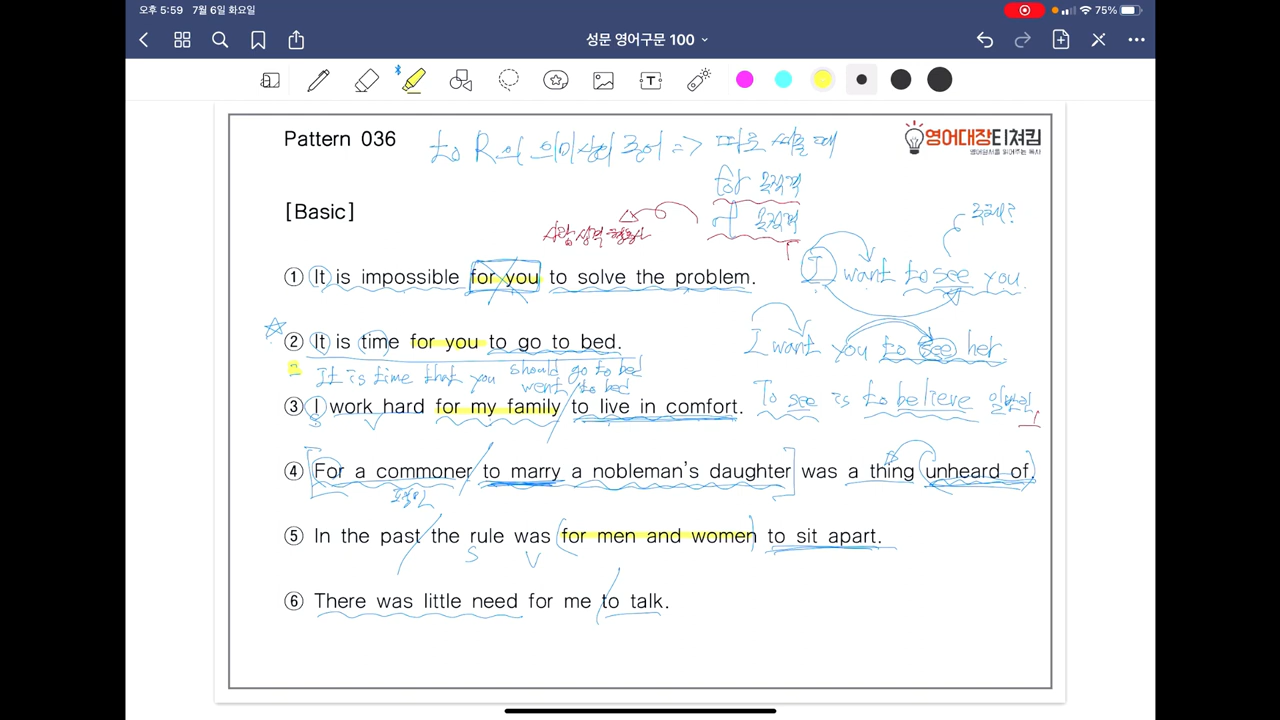 오후 5:59 7월 6일 화요일 75%
성문 영어구문 100
Pattern 036 to R의 의미상의 주어 => 따로 써줄 때
영어대장티쳐킴
for 목적격
[Basic] of 목적격
사람 성격 형용사
주체?
① It is impossible for you to solve the problem. I want to see you.
② It is time for you to go to bed. I want you to see her
It is time that you should go to bed
went to bed
③ I work hard for my family to live in comfort. To see is to believe 일반인
S V
④ For a commoner to marry a nobleman's daughter was a thing unheard of
평민
⑤ In the past the rule was for men and women to sit apart.
S V
⑥ There was little need for me to talk.